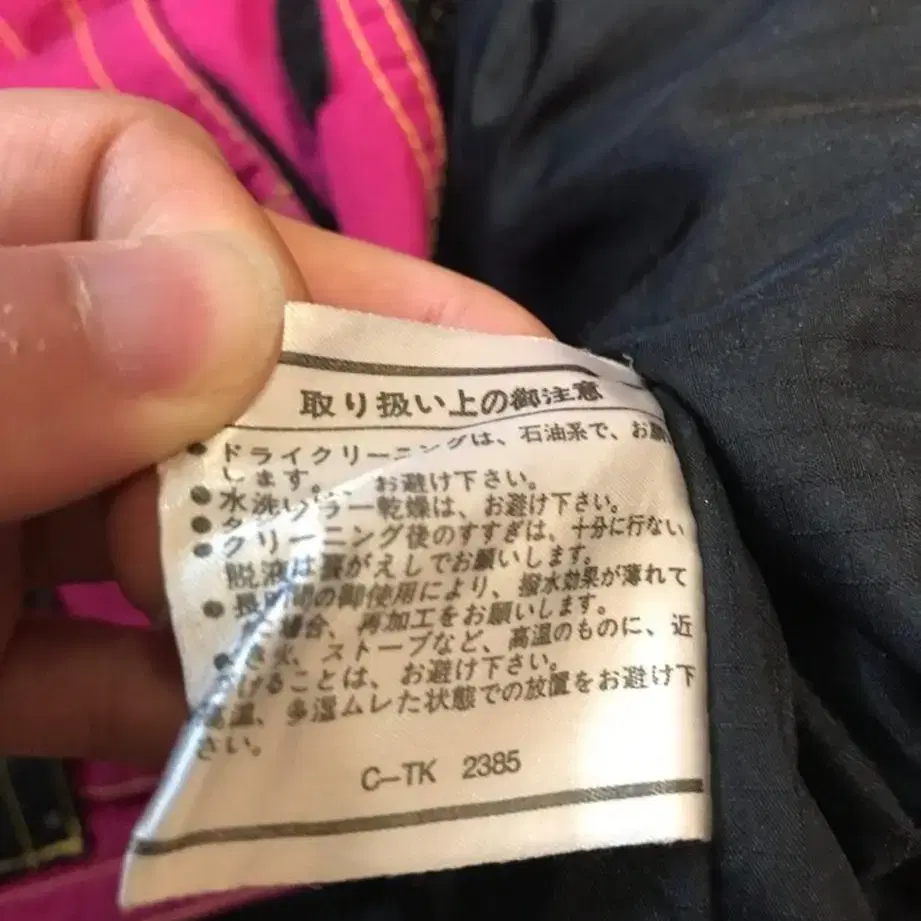 取り扱い上の御注意
● ドライクリーニングは、石油系で、お願
します。
● 水洗いは、お避け下さい。
● タンブラー乾燥は、お避け下さい。
● クリーニング後のすすぎは、十分に行ない
脱液は裏がえしでお願いします。
● 長期間の御使用により、撥水効果が薄れて
場合、再加工をお願いします。
● 火、ストーブなど、高温のものに、近
けることは、お避け下さい。
高温、多湿ムレた状態での放置をお避け下
さい。
C-TK 2385